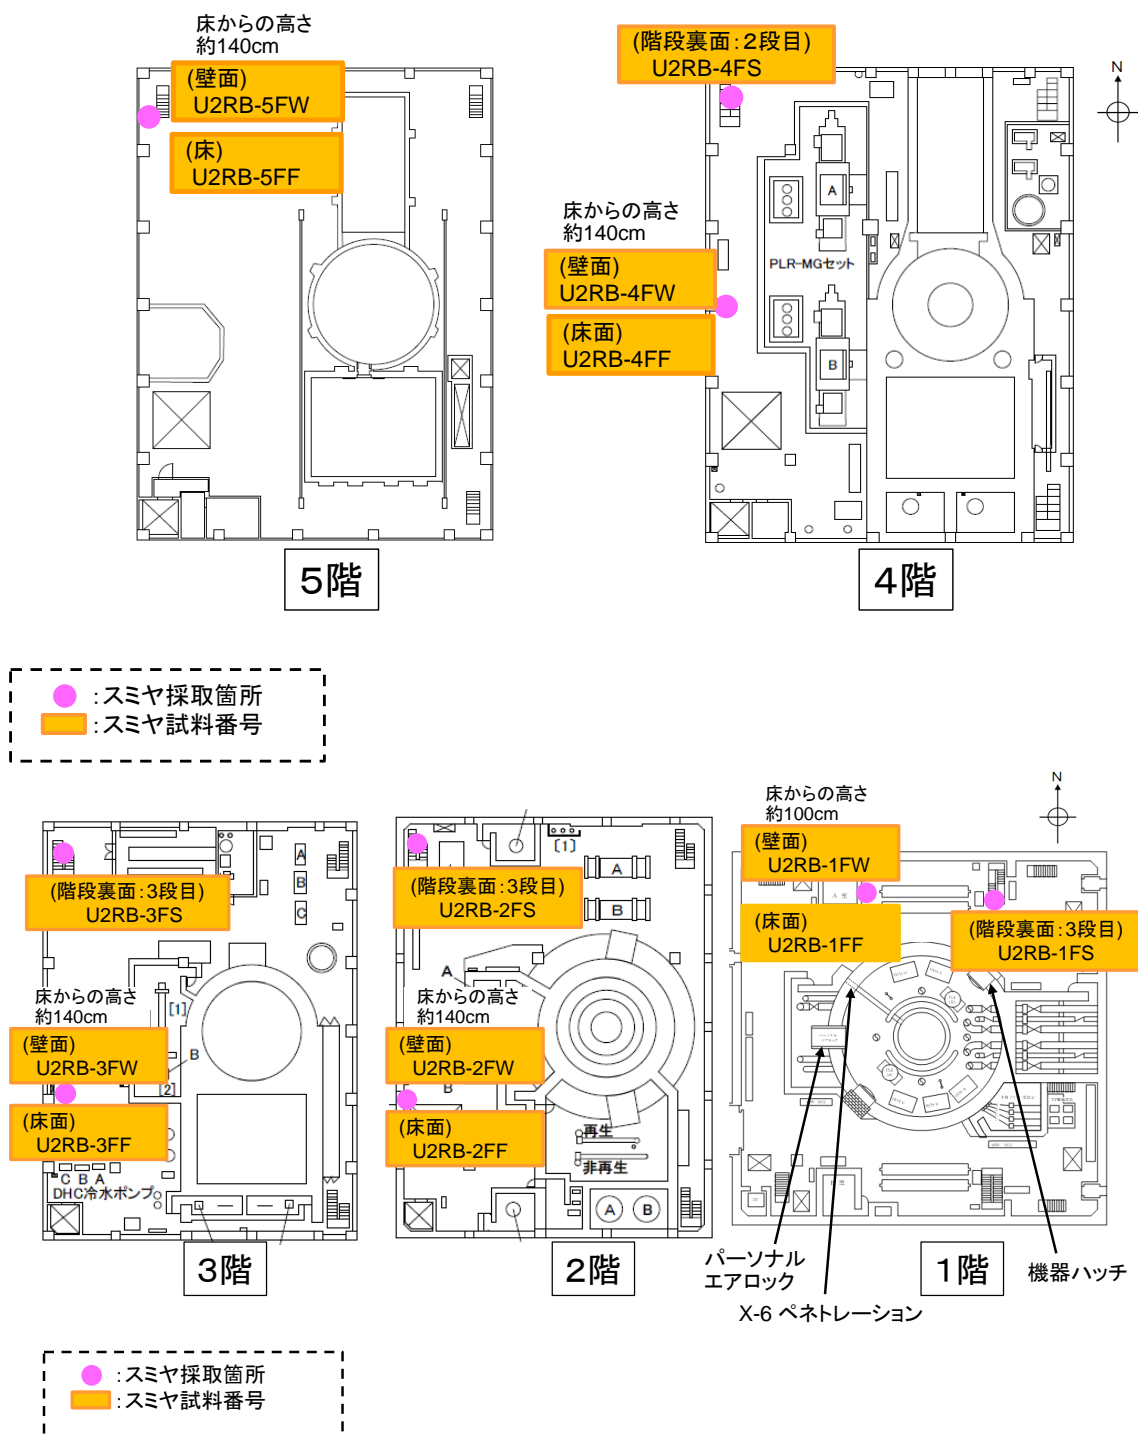 床からの高さ
約140cm
(壁面)
U2RB-5FW
(床)
U2RB-5FF
5階
(階段裏面:2段目)
U2RB-4FS
N
床からの高さ
約140cm
(壁面)
U2RB-4FW
(床面)
U2RB-4FF
A
PLR-MGセット
B
4階
:スミヤ採取箇所
:スミヤ試料番号
(階段裏面:3段目)
U2RB-3FS
A
B
C
床からの高さ
約140cm
[1]
(壁面)
U2RB-3FW
B
[2]
(床面)
U2RB-3FF
C B A
DHC冷水ポンプ
3階
[1]
(階段裏面:3段目)
U2RB-2FS
A
B
A
床からの高さ
約140cm
(壁面)
U2RB-2FW
B
(床面)
U2RB-2FF
再生
非再生
A
B
2階
N
床からの高さ
約100cm
(壁面)
U2RB-1FW
(床面)
U2RB-1FF
(階段裏面:3段目)
U2RB-1FS
パーソナル
エアロック
X-6 ペネトレーション
1階
機器ハッチ
:スミヤ採取箇所
:スミヤ試料番号